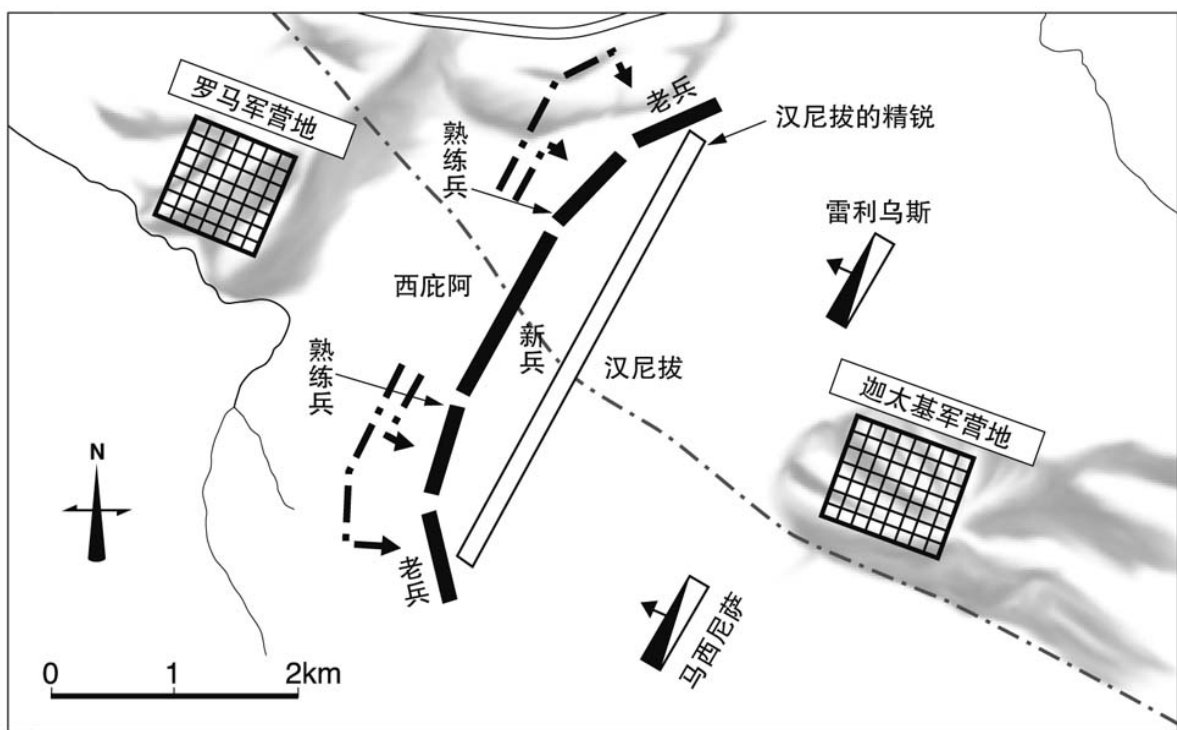 罗马军营地
熟练兵
老兵
汉尼拔的精锐
雷利乌斯
西庇阿
新兵
熟练兵
汉尼拔
迦太基军营地
N
老兵
马西尼萨
0 1 2km